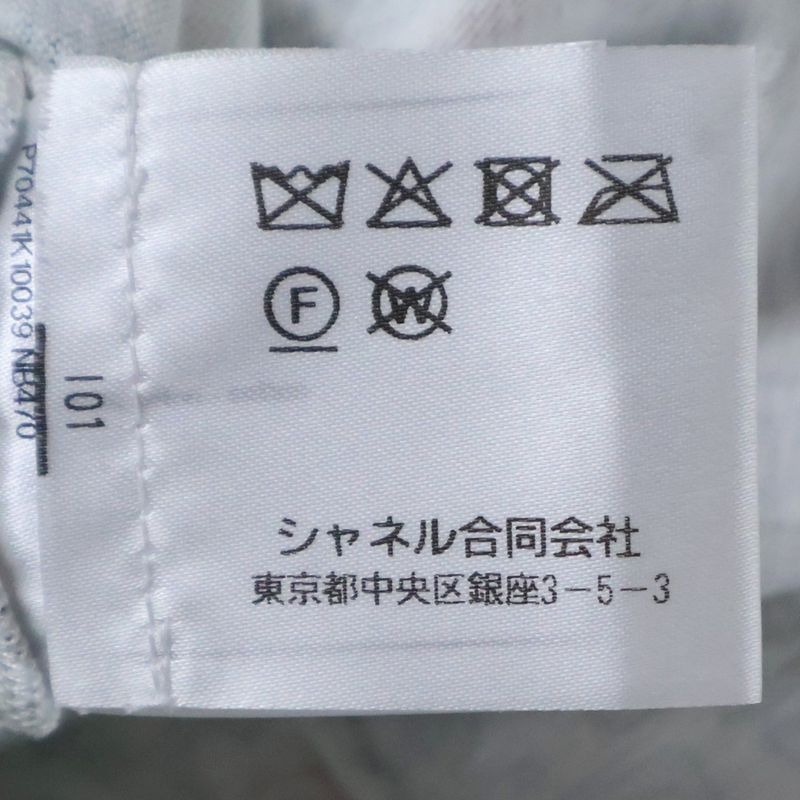 F
W
シャネル合同会社
東京都中央区銀座3-5-3
P70441K10039 NB470
101